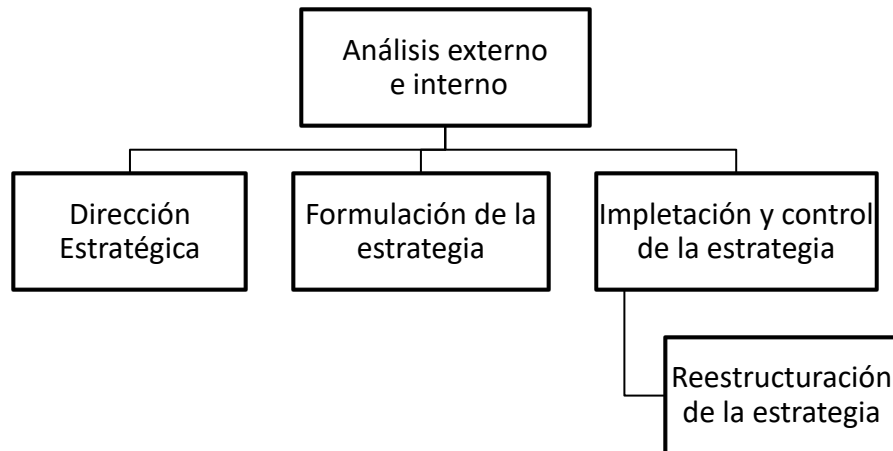 Análisis externo
e interno
Dirección
Estratégica
Formulación de la
estrategia
Impletación y control
de la estrategia
Reestructuración
de la estrategia